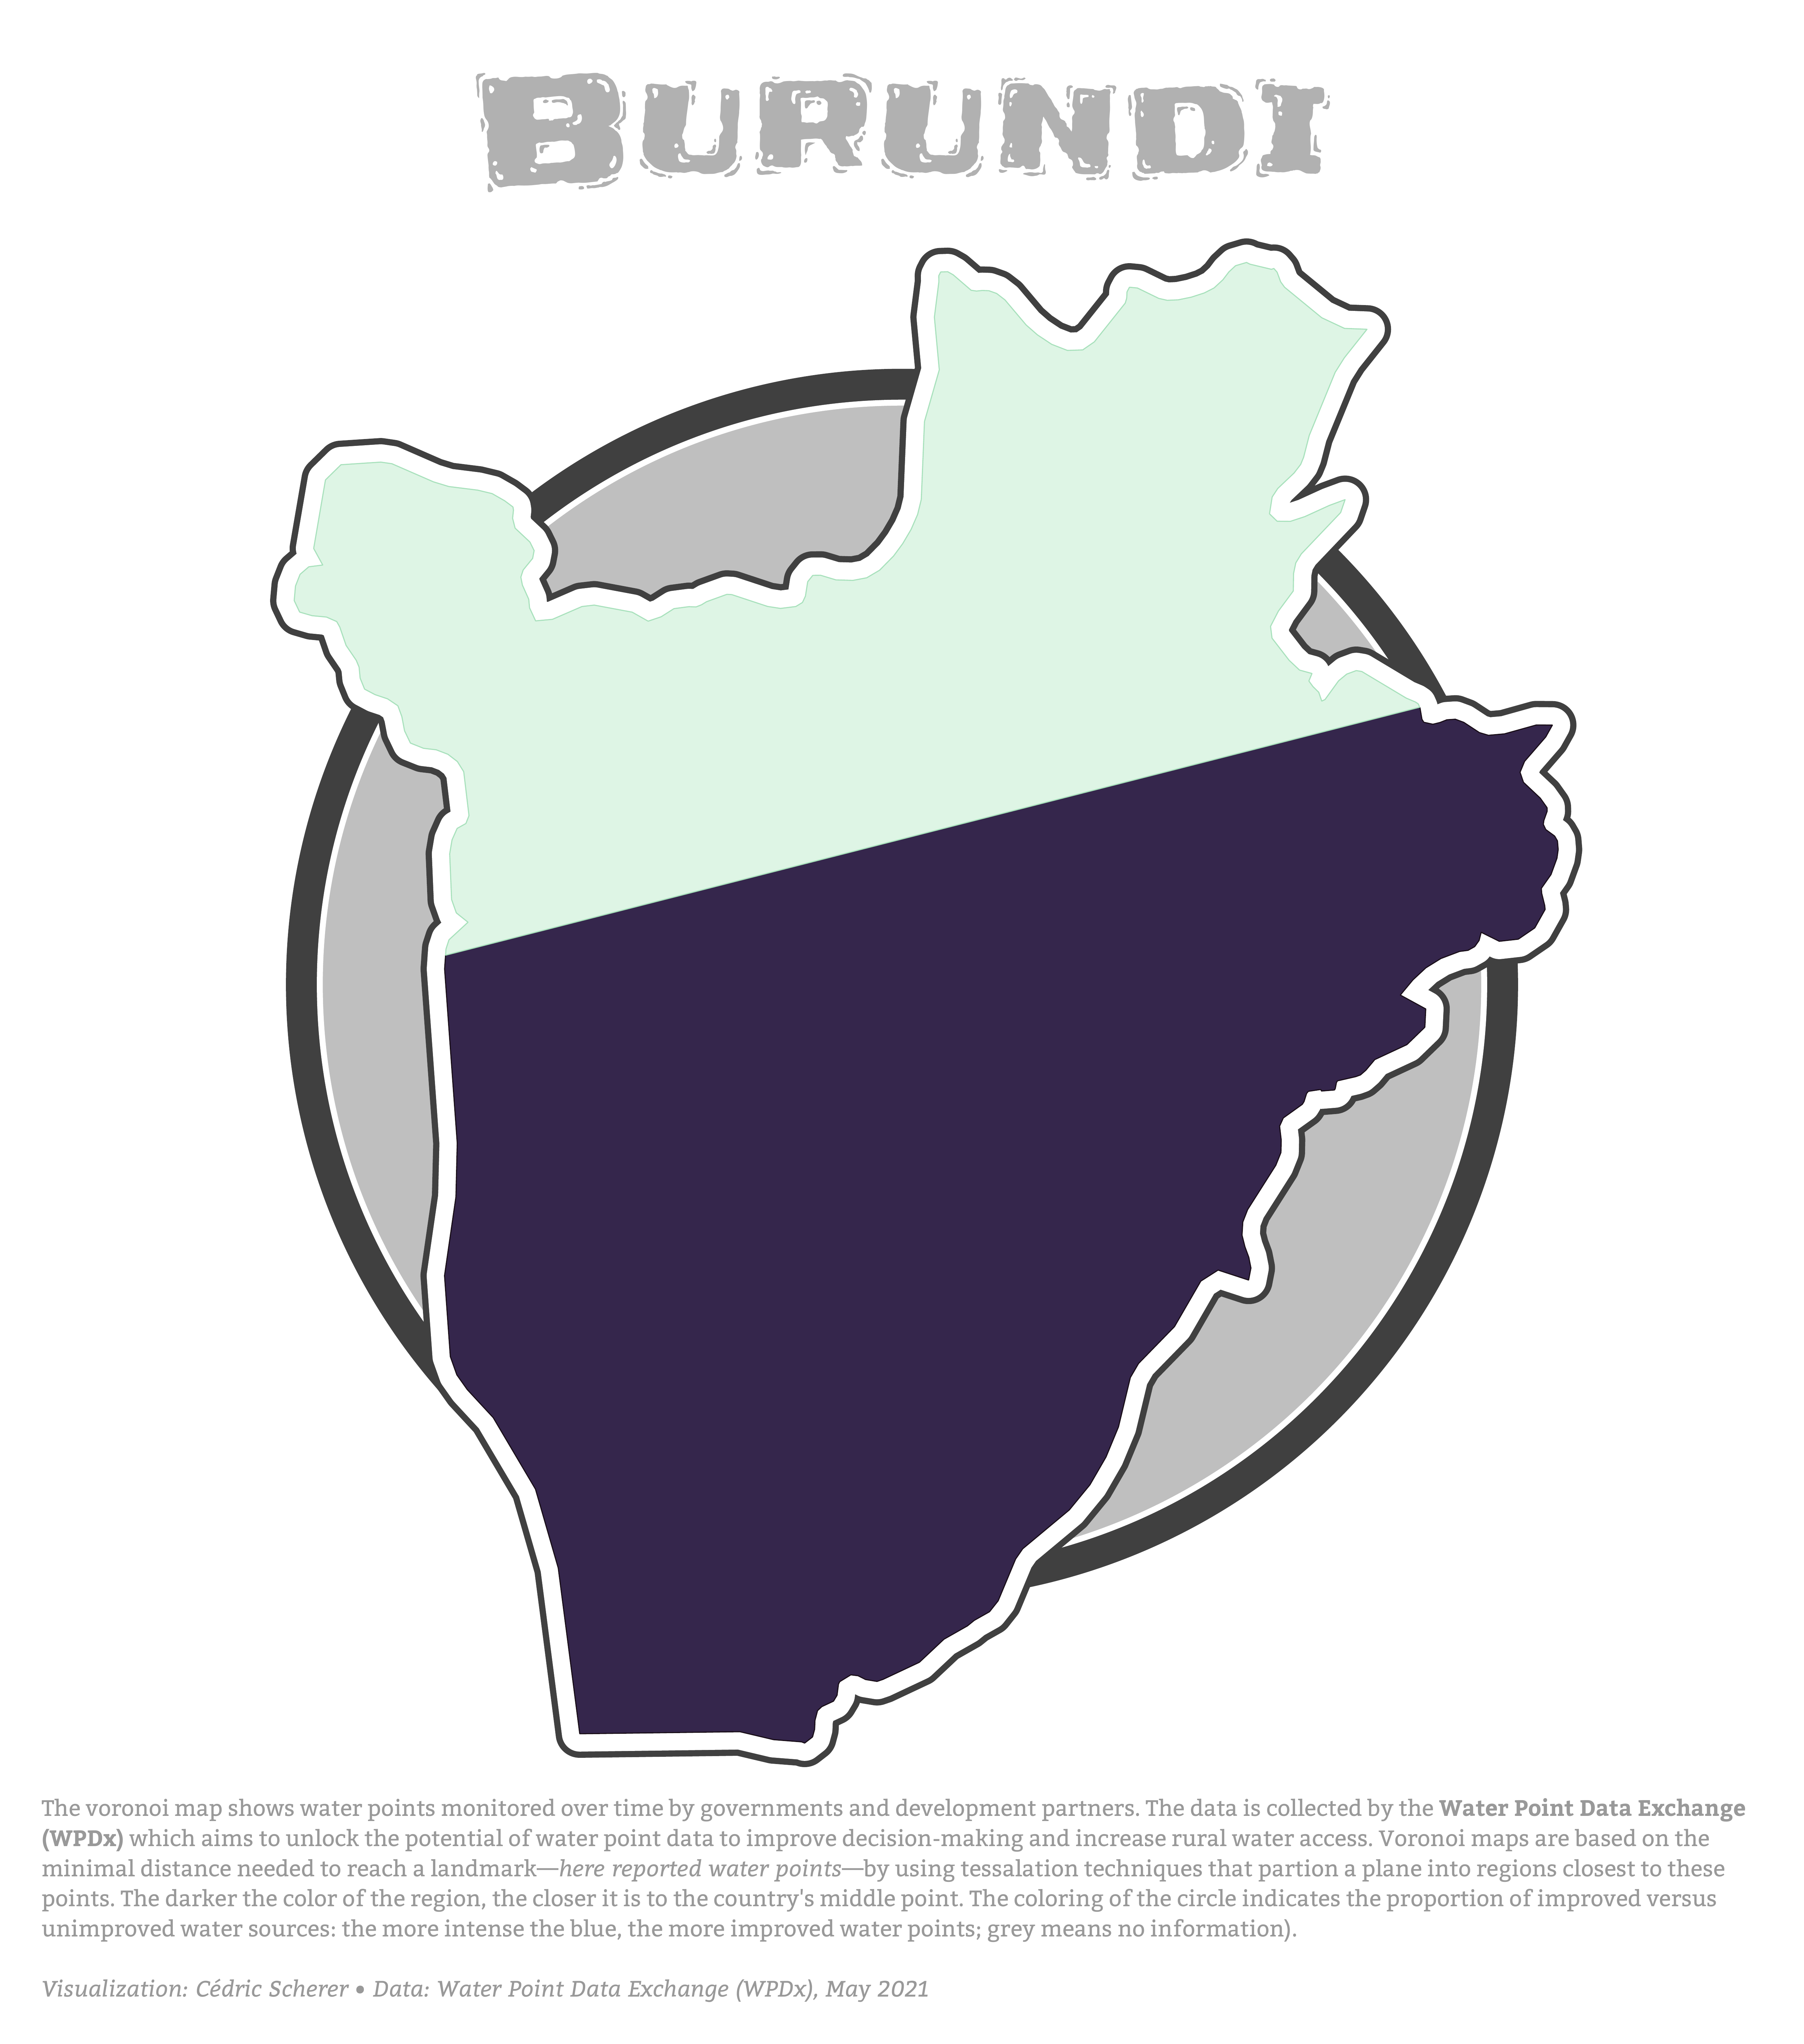 BURUNDI
The voronoi map shows water points monitored over time by governments and development partners. The data is collected by the Water Point Data Exchange
(WPDx) which aims to unlock the potential of water point data to improve decision-making and increase rural water access. Voronoi maps are based on the
minimal distance needed to reach a landmark—here reported water points—by using tessalation techniques that partion a plane into regions closest to these
points. The darker the color of the region, the closer it is to the country's middle point. The coloring of the circle indicates the proportion of improved versus
unimproved water sources: the more intense the blue, the more improved water points; grey means no information).
Visualization: Cédric Scherer • Data: Water Point Data Exchange (WPDx), May 2021